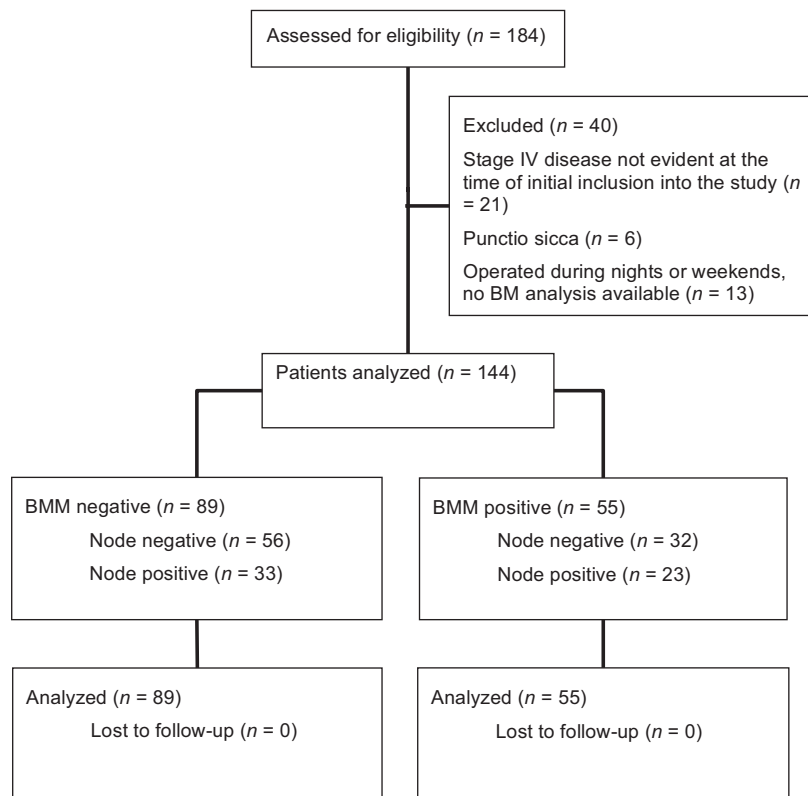 Assessed for eligibility (n = 184)
Excluded (n = 40)
Stage IV disease not evident at the
time of initial inclusion into the study (n
= 21)
Punctio sicca (n = 6)
Operated during nights or weekends,
no BM analysis available (n = 13)
Patients analyzed (n = 144)
BMM negative (n = 89)
Node negative (n = 56)
Node positive (n = 33)
BMM positive (n = 55)
Node negative (n = 32)
Node positive (n = 23)
Analyzed (n = 89)
Lost to follow-up (n = 0)
Analyzed (n = 55)
Lost to follow-up (n = 0)